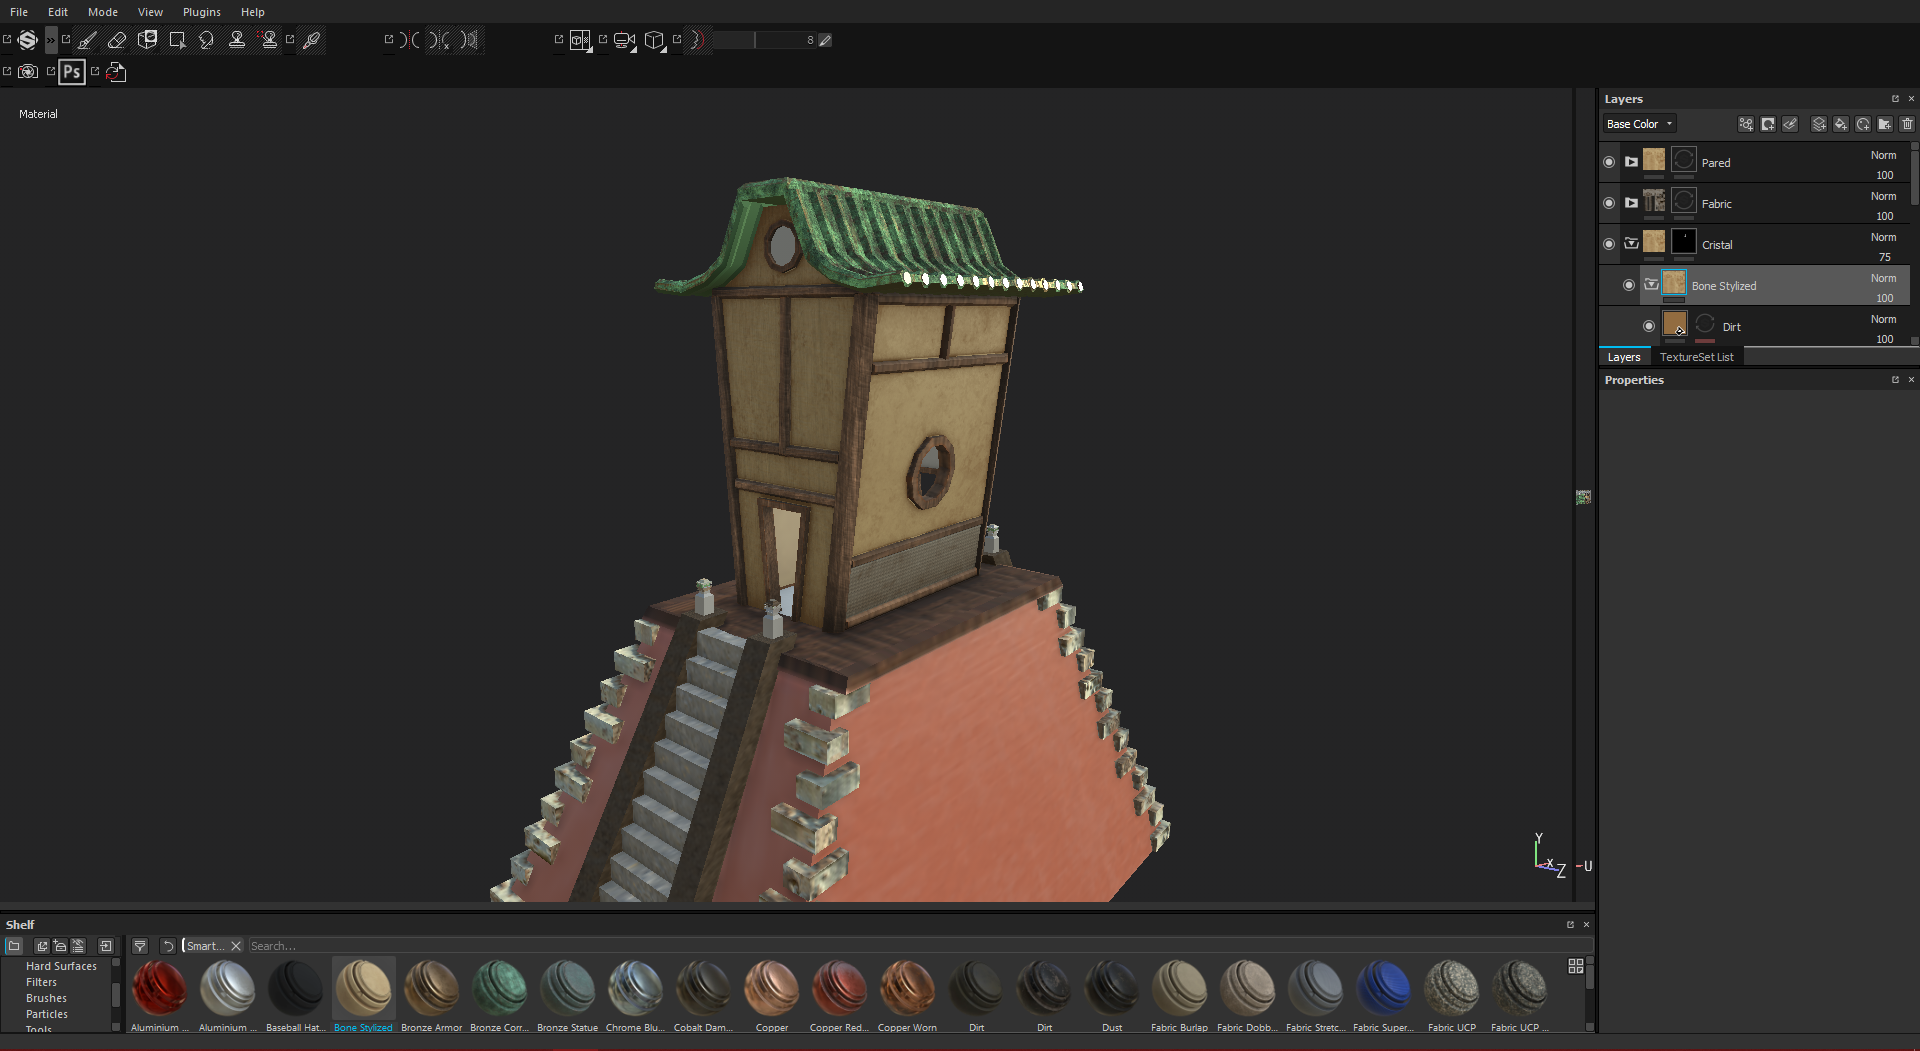 File Edit Mode View Plugins Help
8
Ps
Material
Layers
Base Color
Pared Norm 100
Fabric Norm 100
Cristal Norm 75
Bone Stylized Norm 100
Dirt Norm 100
Layers TextureSet List
Properties
Y
X
Z
U
Shelf
Smart... Search...
Hard Surfaces
Filters
Brushes
Particles
Tools
Aluminium ... Aluminium ... Baseball Hat... Bone Stylized Bronze Armor Bronze Corr... Bronze Statue Chrome Blu... Cobalt Dam... Copper Copper Red... Copper Worn Dirt Dirt Dust Fabric Burlap Fabric Dobb... Fabric Stretc... Fabric Super... Fabric UCP Fabric UCP ...